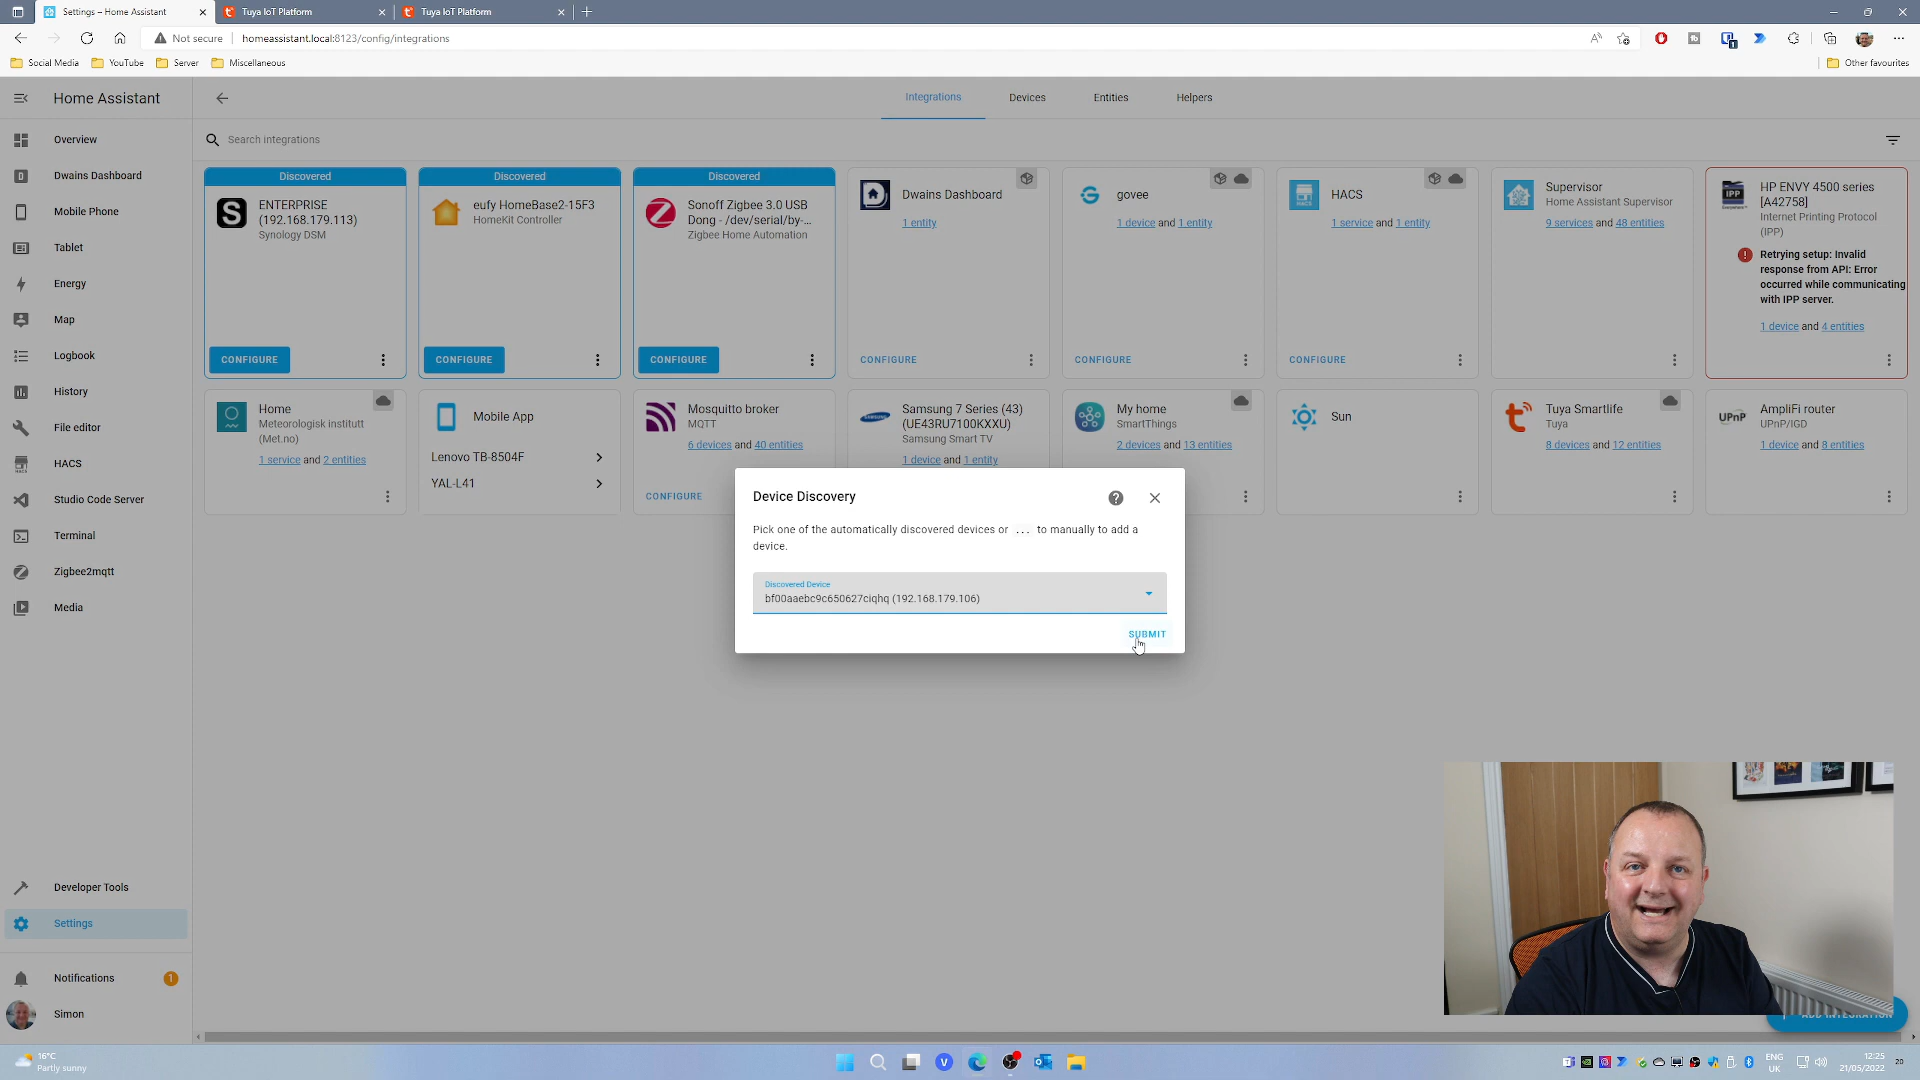 Settings – Home Assistant
Tuya IoT Platform
Tuya IoT Platform
Not secure
homeassistant.local:8123/config/integrations
Social Media
YouTube
Server
Miscellaneous
Other favourites
Home Assistant
Integrations
Devices
Entities
Helpers
Search integrations
Overview
Dwains Dashboard
Mobile Phone
Tablet
Energy
Map
Logbook
History
File editor
HACS
Studio Code Server
Terminal
Zigbee2mqtt
Media
Developer Tools
Settings
Notifications
1
Simon
Discovered
ENTERPRISE
(192.168.179.113)
Synology DSM
CONFIGURE
Discovered
eufy HomeBase2-15F3
HomeKit Controller
CONFIGURE
Discovered
Sonoff Zigbee 3.0 USB
Dong - /dev/serial/by-...
Zigbee Home Automation
CONFIGURE
Dwains Dashboard
1 entity
CONFIGURE
govee
1 device and 1 entity
CONFIGURE
HACS
1 service and 1 entity
CONFIGURE
Supervisor
Home Assistant Supervisor
9 services and 48 entities
IPP
HP ENVY 4500 series
[A42758]
Internet Printing Protocol
(IPP)
Retrying setup: Invalid
response from API: Error
occurred while communicating
with IPP server.
1 device and 4 entities
Home
Meteorologisk institutt
(Met.no)
1 service and 2 entities
Mobile App
Lenovo TB-8504F
YAL-L41
Mosquitto broker
MQTT
6 devices and 40 entities
CONFIGURE
SAMSUNG
Samsung 7 Series (43)
(UE43RU7100KXXU)
Samsung Smart TV
1 device and 1 entity
My home
SmartThings
2 devices and 13 entities
Sun
Tuya Smartlife
Tuya
8 devices and 12 entities
UPnP
AmpliFi router
UPnP/IGD
1 device and 8 entities
Device Discovery
Pick one of the automatically discovered devices or ... to manually to add a
device.
Discovered Device
bf00aaebc9c650627ciqhq (192.168.179.106)
SUBMIT
ADD INTEGRATION
16°C
Partly sunny
ENG
UK
12:25
21/05/2022
20